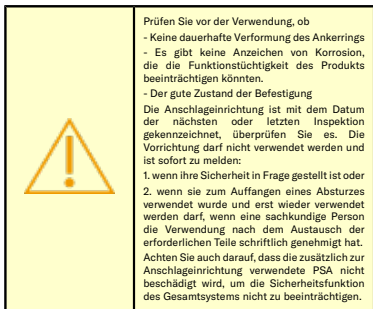 Prüfen Sie vor der Verwendung, ob
- Keine dauerhafte Verformung des Ankerrings
- Es gibt keine Anzeichen von Korrosion,
die die Funktionstüchtigkeit des Produkts
beeinträchtigen könnten.
- Der gute Zustand der Befestigung
Die Anschlageinrichtung ist mit dem Datum
der nächsten oder letzten Inspektion
gekennzeichnet, überprüfen Sie es. Die
Vorrichtung darf nicht verwendet werden und
ist sofort zu melden:
1. wenn ihre Sicherheit in Frage gestellt ist oder
2. wenn sie zum Auffangen eines Absturzes
verwendet wurde und erst wieder verwendet
werden darf, wenn eine sachkundige Person
die Verwendung nach dem Austausch der
erforderlichen Teile schriftlich genehmigt hat.
Achten Sie auch darauf, dass die zusätzlich zur
Anschlageinrichtung verwendete PSA nicht
beschädigt wird, um die Sicherheitsfunktion
des Gesamtsystems nicht zu beeinträchtigen.